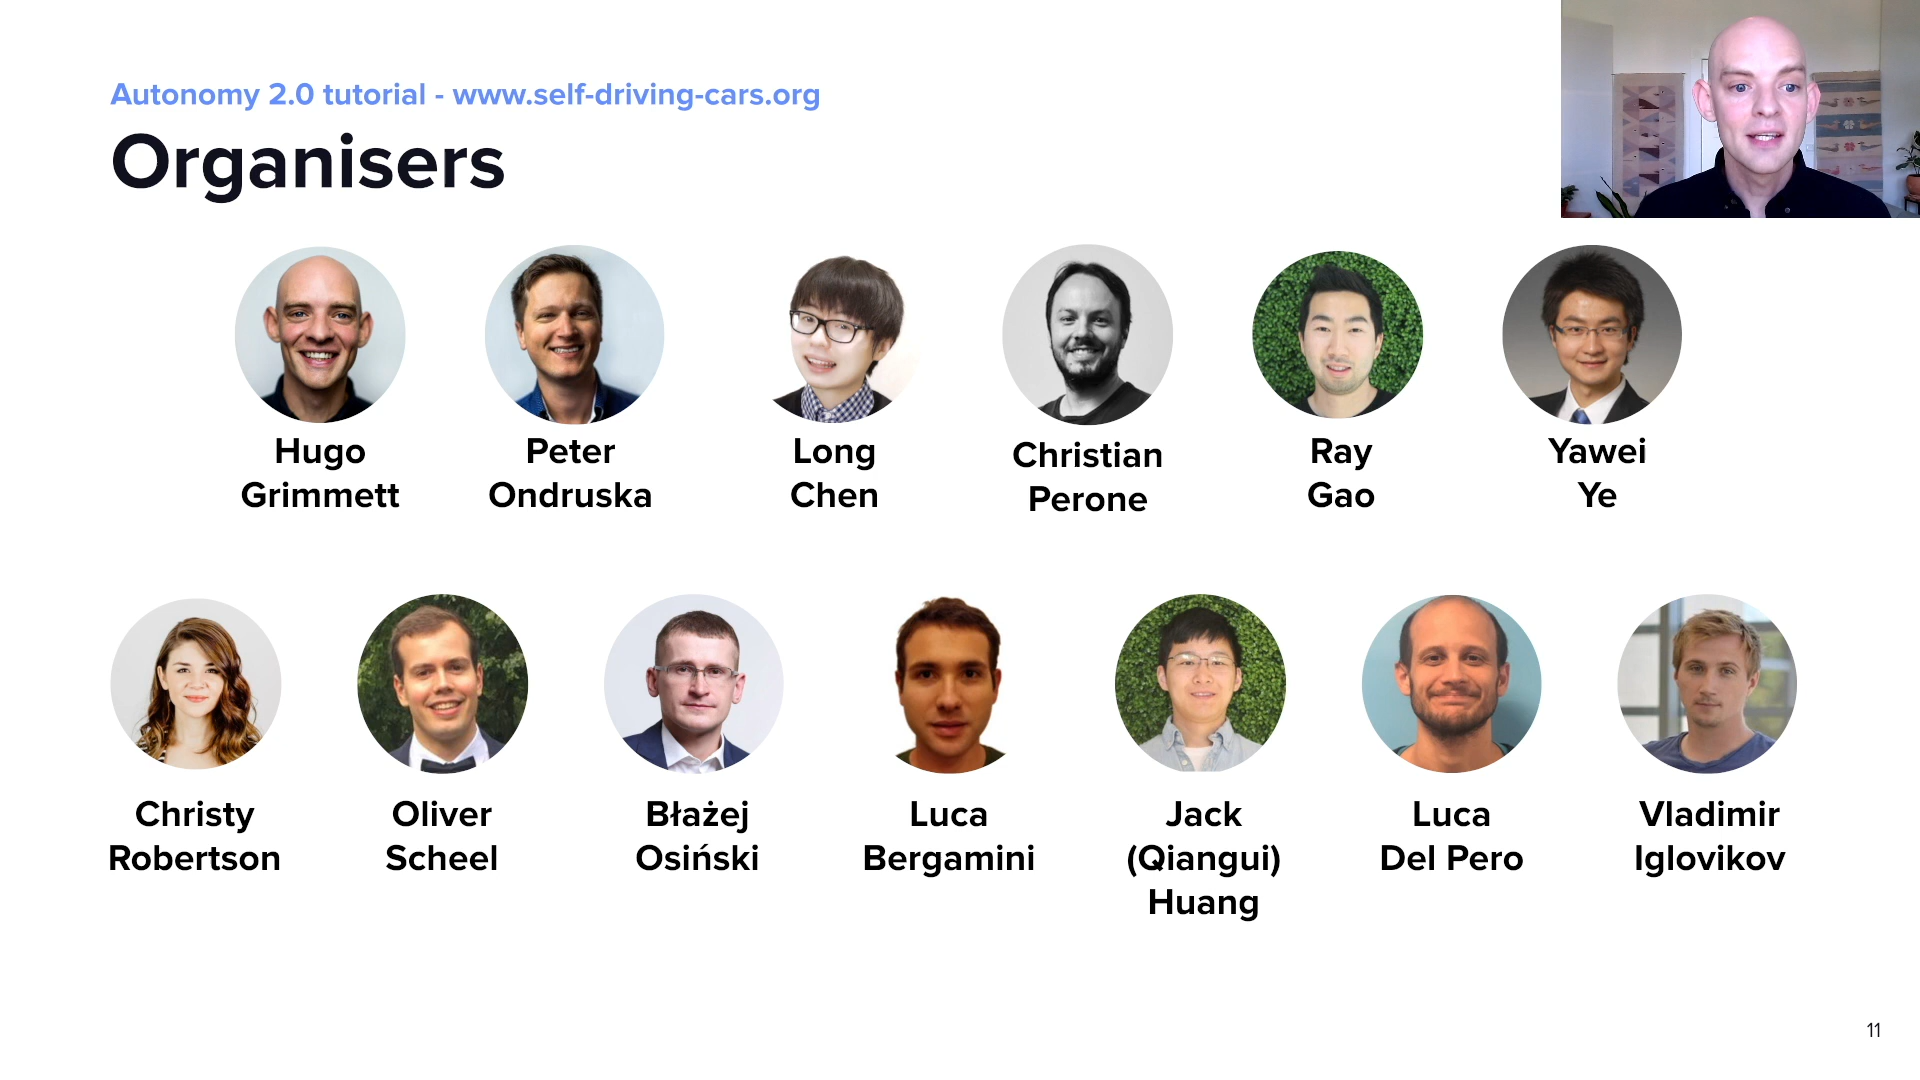 Autonomy 2.0 tutorial - www.self-driving-cars.org
Organisers
Hugo
Grimmett
Peter
Ondruska
Long
Chen
Christian
Perone
Ray
Gao
Yawei
Ye
Christy
Robertson
Oliver
Scheel
Błażej
Osiński
Luca
Bergamini
Jack
(Qiangui)
Huang
Luca
Del Pero
Vladimir
Iglovikov
11